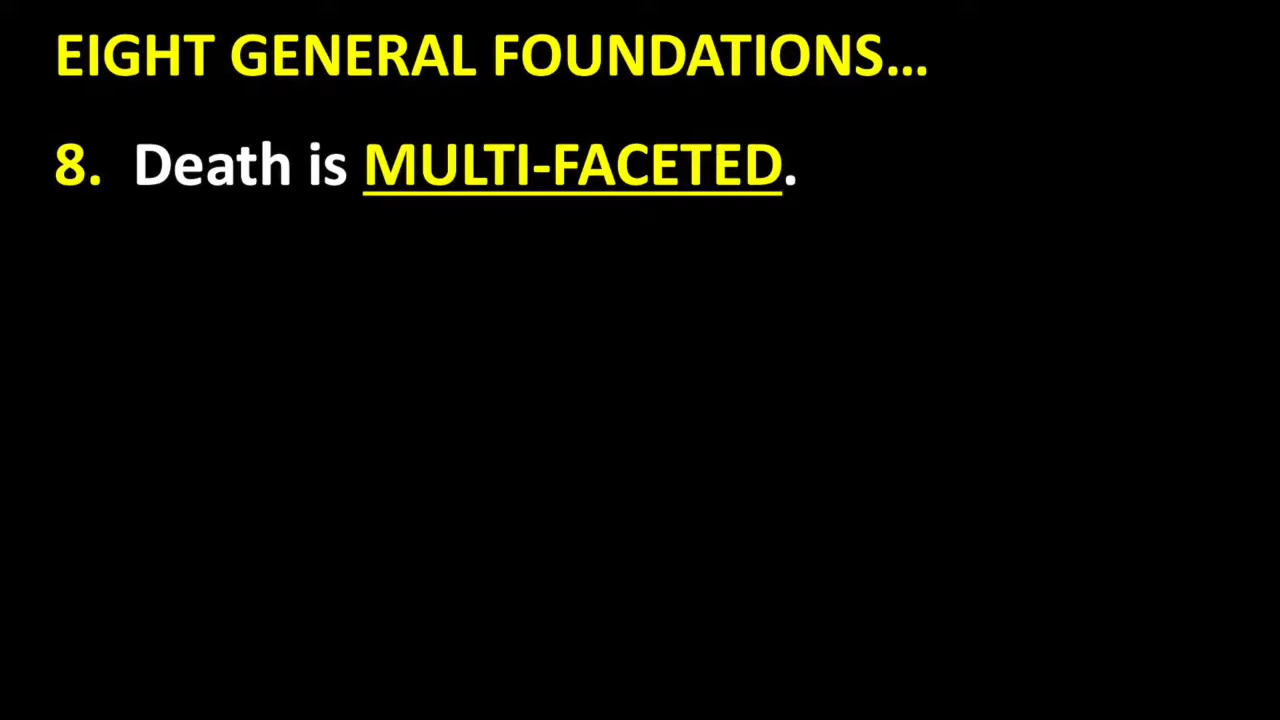 EIGHT GENERAL FOUNDATIONS...
8. Death is MULTI-FACETED.